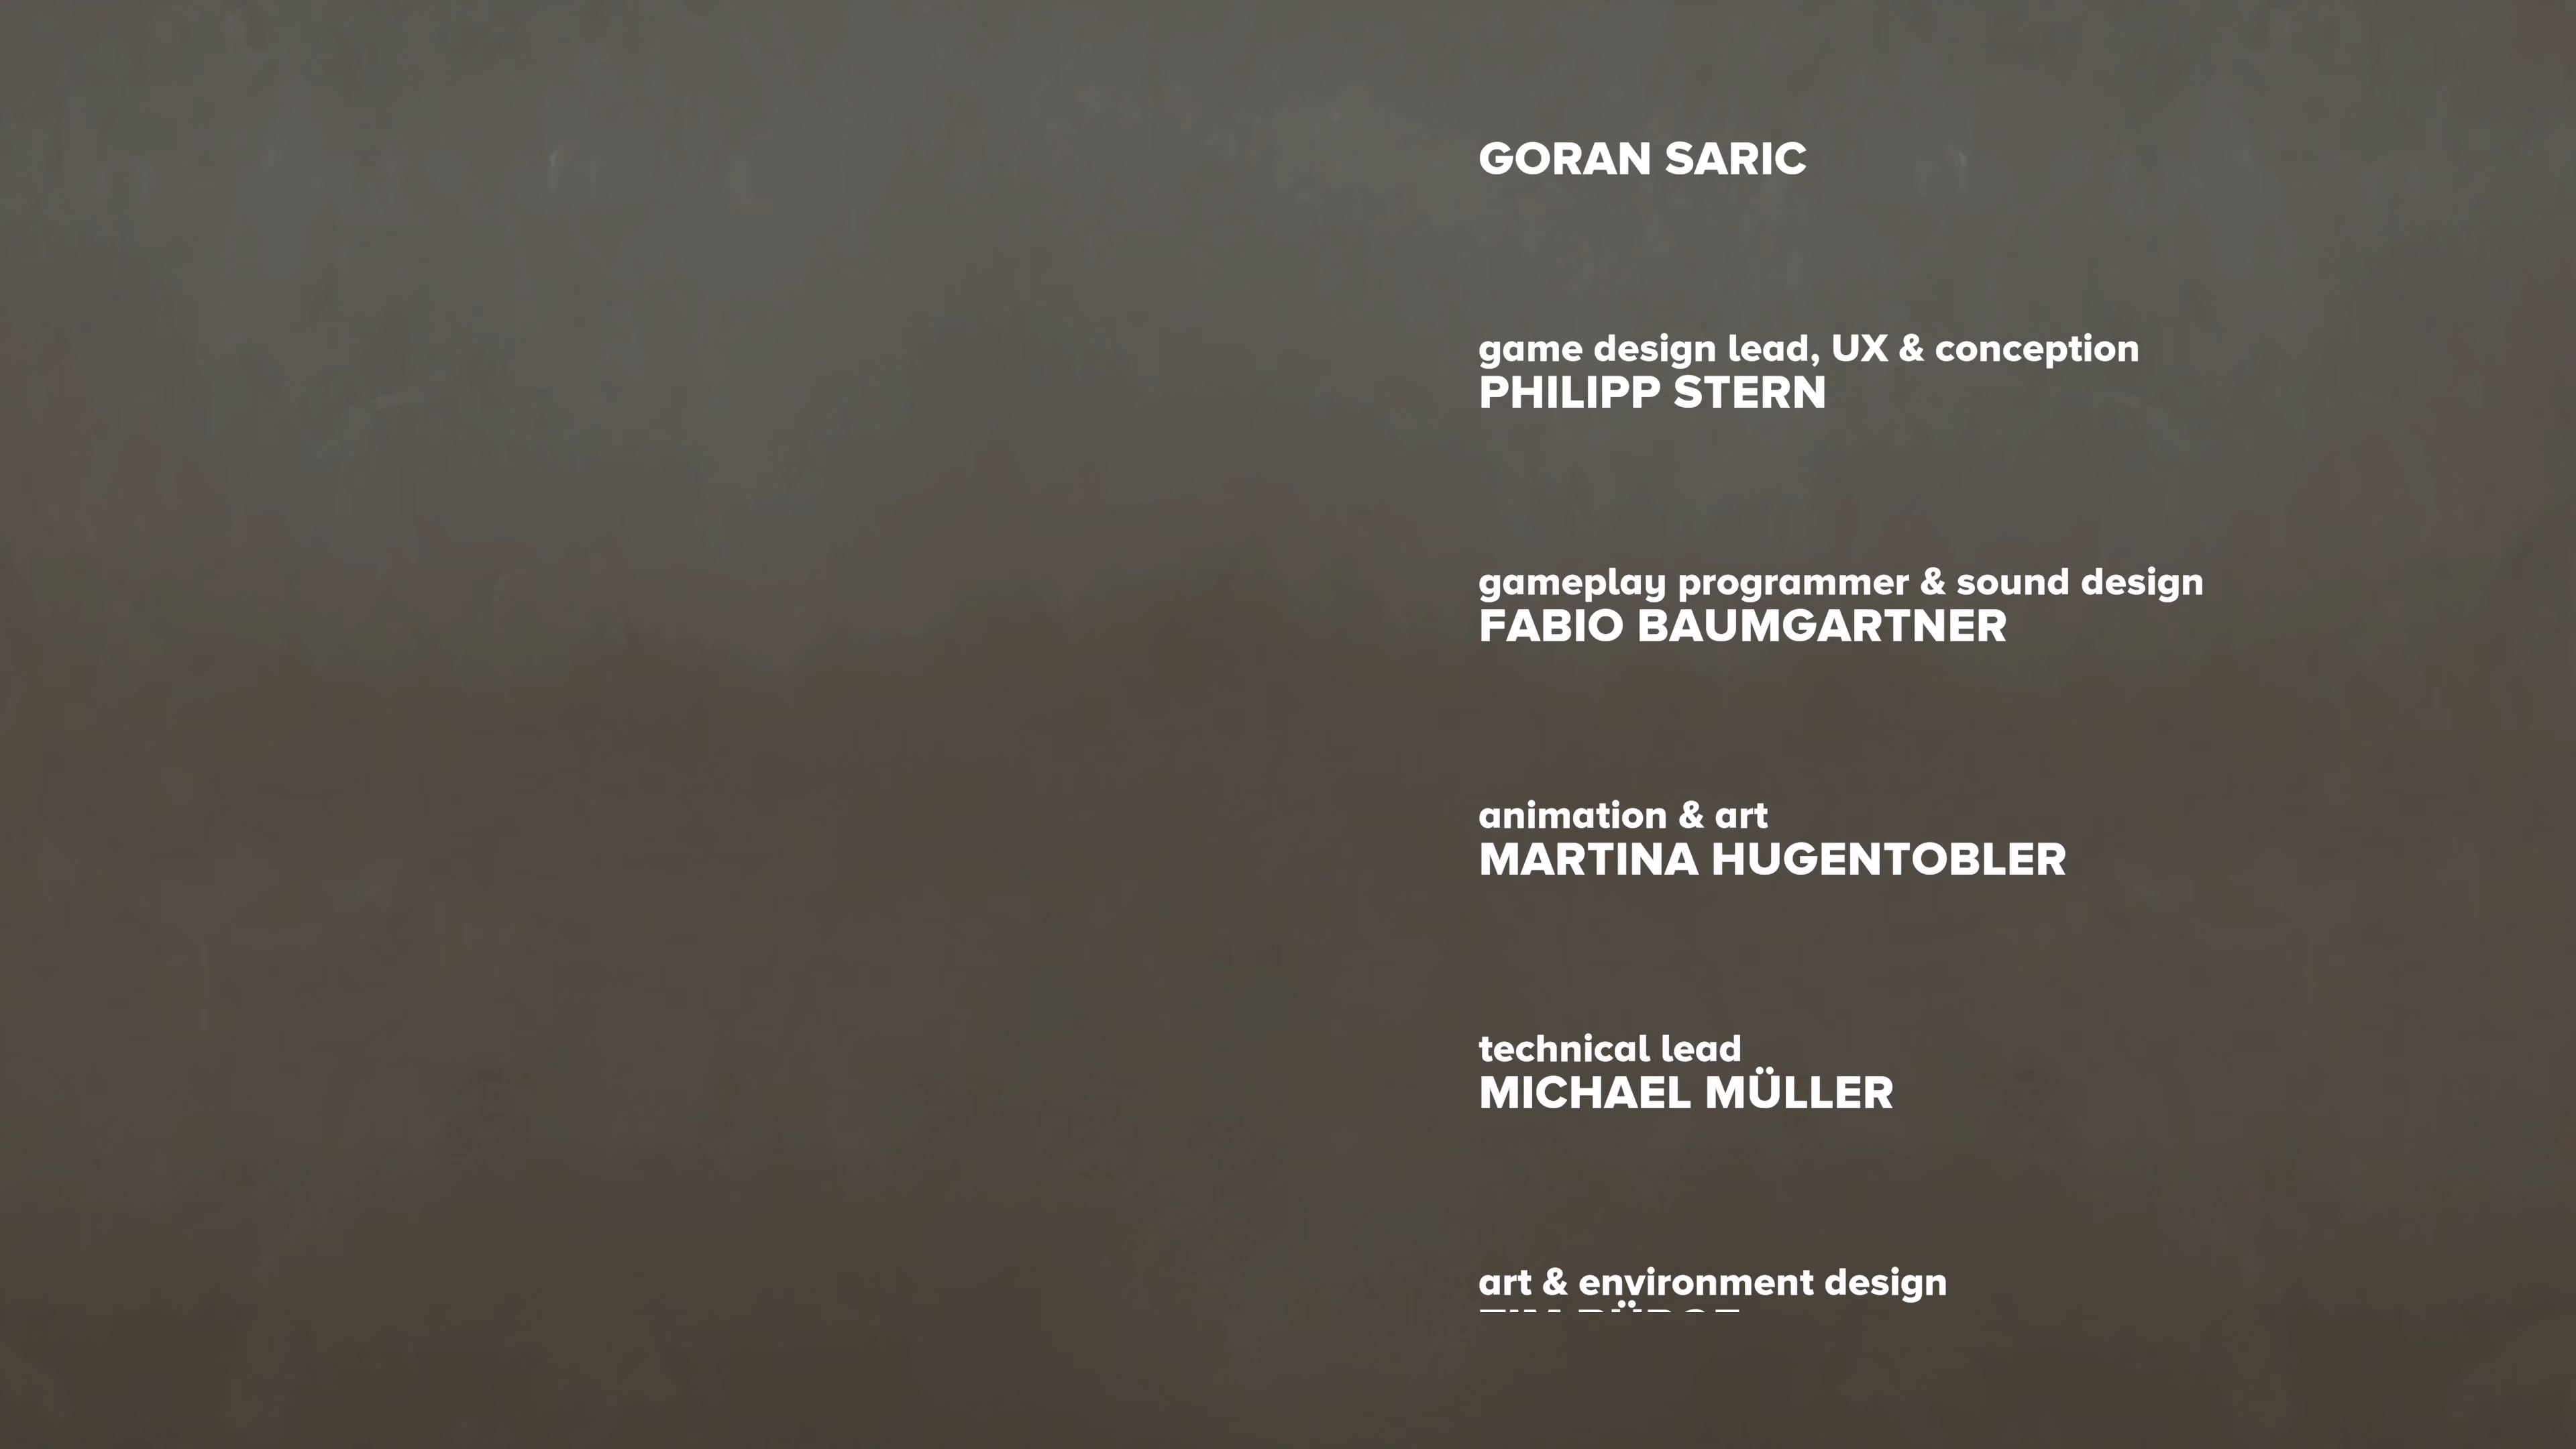 GORAN SARIC
game design lead, UX & conception
PHILIPP STERN
gameplay programmer & sound design
FABIO BAUMGARTNER
animation & art
MARTINA HUGENTOBLER
technical lead
MICHAEL MÜLLER
art & environment design